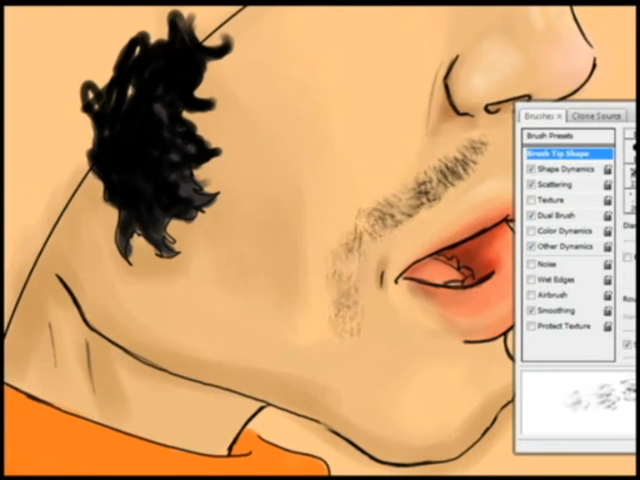 Brushes × Clone Source
Brush Presets
Brush Tip Shape
Shape Dynamics
Scattering
Texture
Dual Brush
Color Dynamics
Other Dynamics
Noise
Wet Edges
Airbrush
Smoothing
Protect Texture